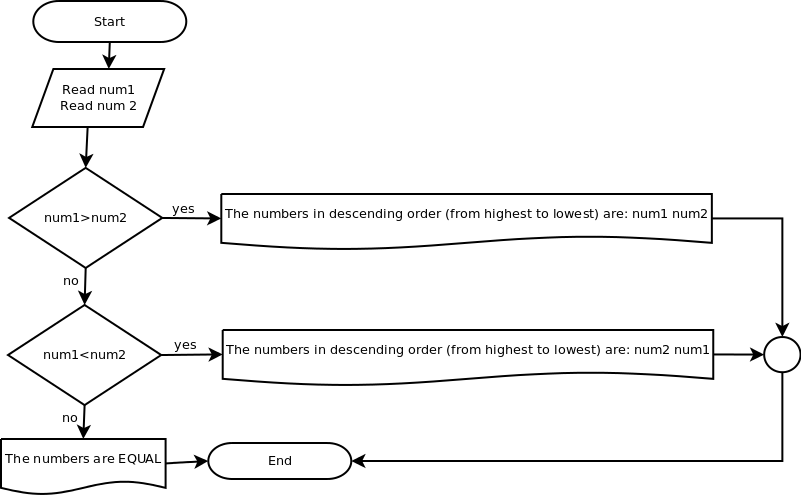 Start
Read num1
Read num 2
num1>num2
yes
The numbers in descending order (from highest to lowest) are: num1 num2
no
num1<num2
yes
The numbers in descending order (from highest to lowest) are: num2 num1
no
The numbers are EQUAL
End